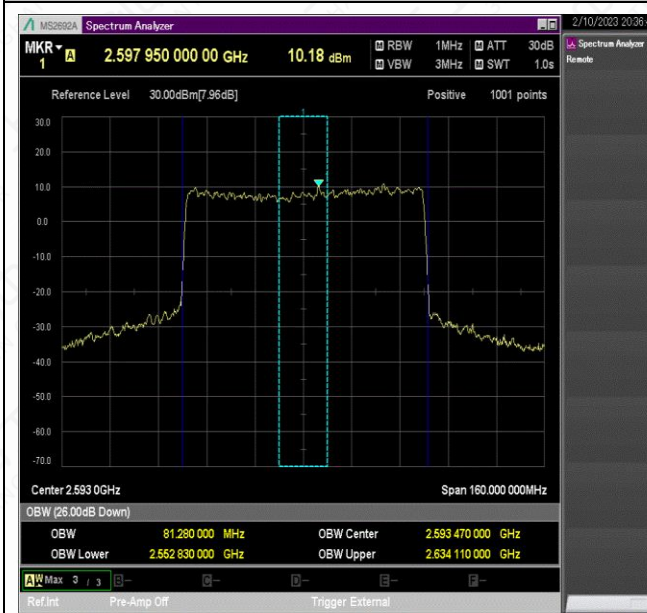 MS2692A Spectrum Analyzer 2/10/2023 20:36:
MKR 1 A 2.597 950 000 00 GHz 10.18 dBm M RBW 1MHz M ATT 30dB
M VBW 3MHz M SWT 1.0s
Spectrum Analyzer
Remote
Reference Level 30.00dBm[7.96dB] Positive 1001 points
30.0
20.0
10.0
0.0
-10.0
-20.0
-30.0
-40.0
-50.0
-60.0
-70.0
Center 2.593 0GHz Span 160.000 000MHz
OBW (26.00dB Down)
OBW 81.280 000 MHz OBW Center 2.593 470 000 GHz
OBW Lower 2.552 830 000 GHz OBW Upper 2.634 110 000 GHz
A W Max 3 / 3 B- C- D- E- F-
Ref.Int Pre-Amp Off Trigger External